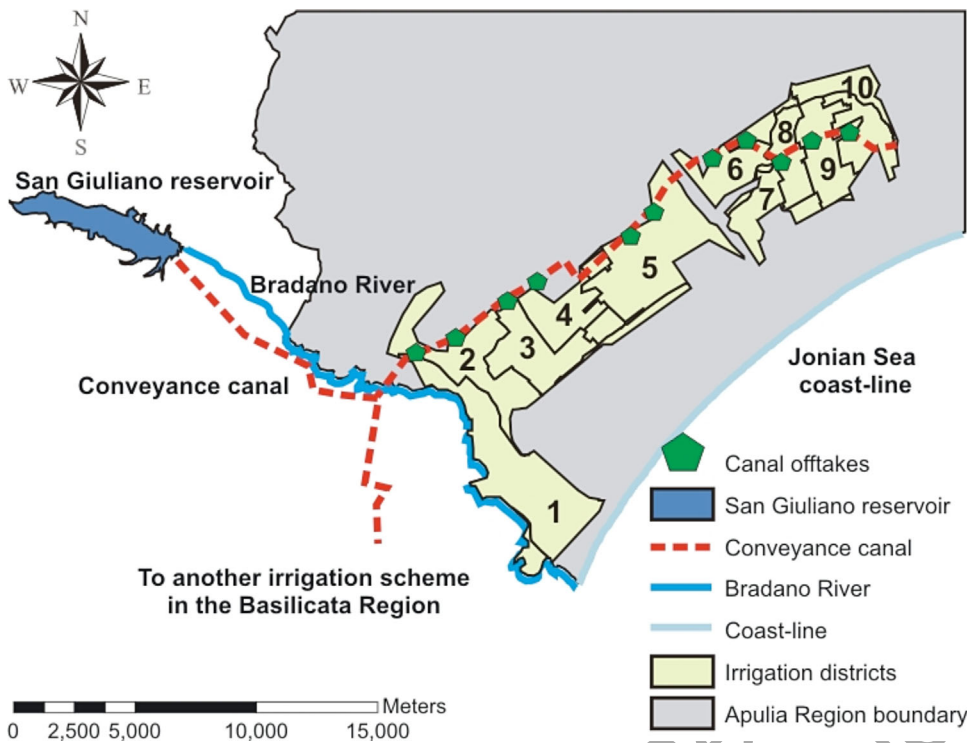 N
W E
S
San Giuliano reservoir
Bradano River
Conveyance canal
To another irrigation scheme
in the Basilicata Region
10
8
6
9
7
5
4
3
2
1
Jonian Sea
coast-line
Canal offtakes
San Giuliano reservoir
Conveyance canal
Bradano River
Coast-line
Irrigation districts
Apulia Region boundary
Meters
0 2,500 5,000 10,000 15,000